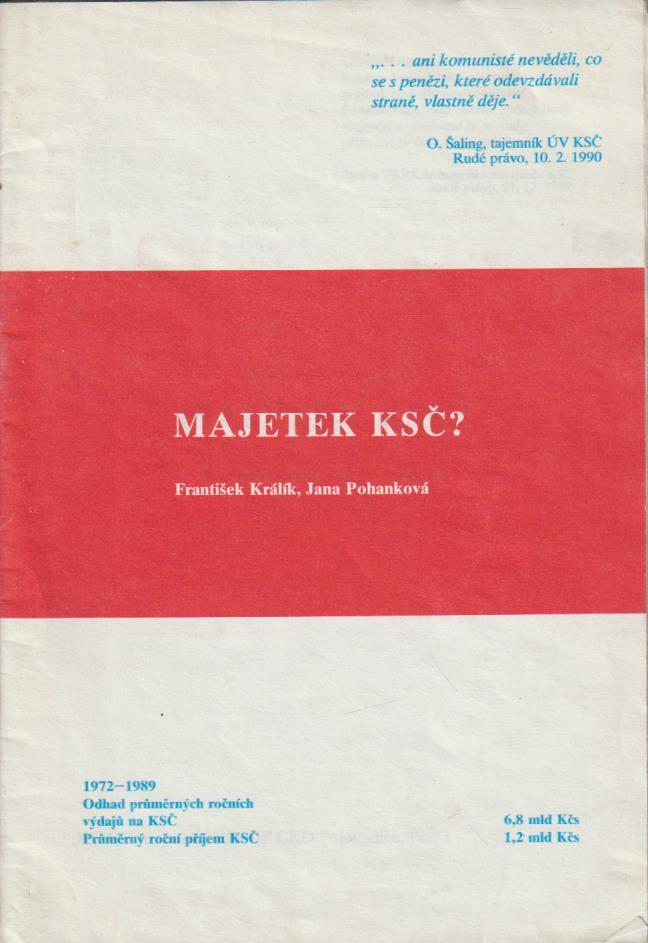 „. . . ani komunisté nevěděli, co
se s penězi, které odevzdávali
straně, vlastně děje.“
O. Šaling, tajemník ÚV KSČ
Rudé právo, 10. 2. 1990
MAJETEK KSČ?
František Králík, Jana Pohanková
1972—1989
Odhad průměrných ročních
výdajů na KSČ 6,8 mld Kčs
Průměrný roční příjem KSČ 1,2 mld Kčs